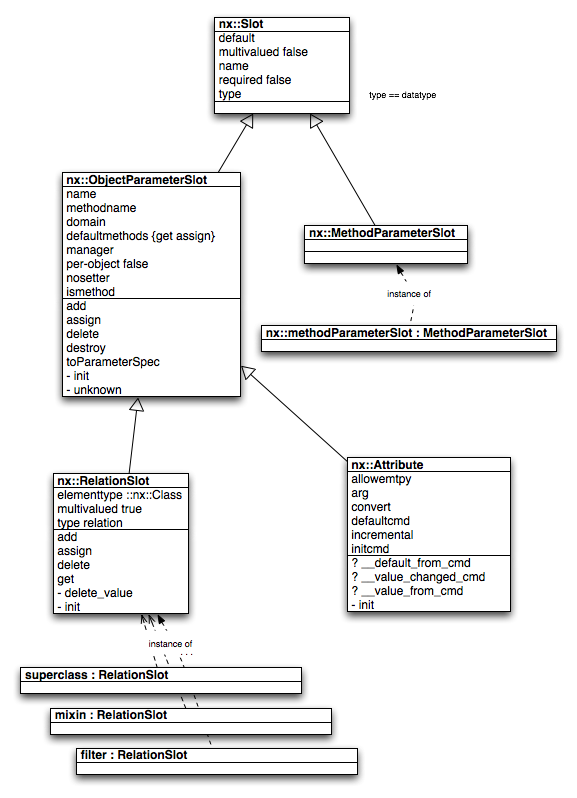 nx::Slot
default
multivalued false
name
required false
type
type == datatype
nx::ObjectParameterSlot
name
methodname
domain
defaultmethods {get assign}
manager
per-object false
nosetter
ismethod
add
assign
delete
destroy
toParameterSpec
- init
- unknown
nx::MethodParameterSlot
instance of
nx::methodParameterSlot : MethodParameterSlot
nx::RelationSlot
elementtype ::nx::Class
multivalued true
type relation
add
assign
delete
get
- delete_value
- init
nx::Attribute
allowemtpy
arg
convert
defaultcmd
incremental
initcmd
? __default_from_cmd
? __value_changed_cmd
? __value_from_cmd
- init
instance of
...
superclass : RelationSlot
mixin : RelationSlot
filter : RelationSlot